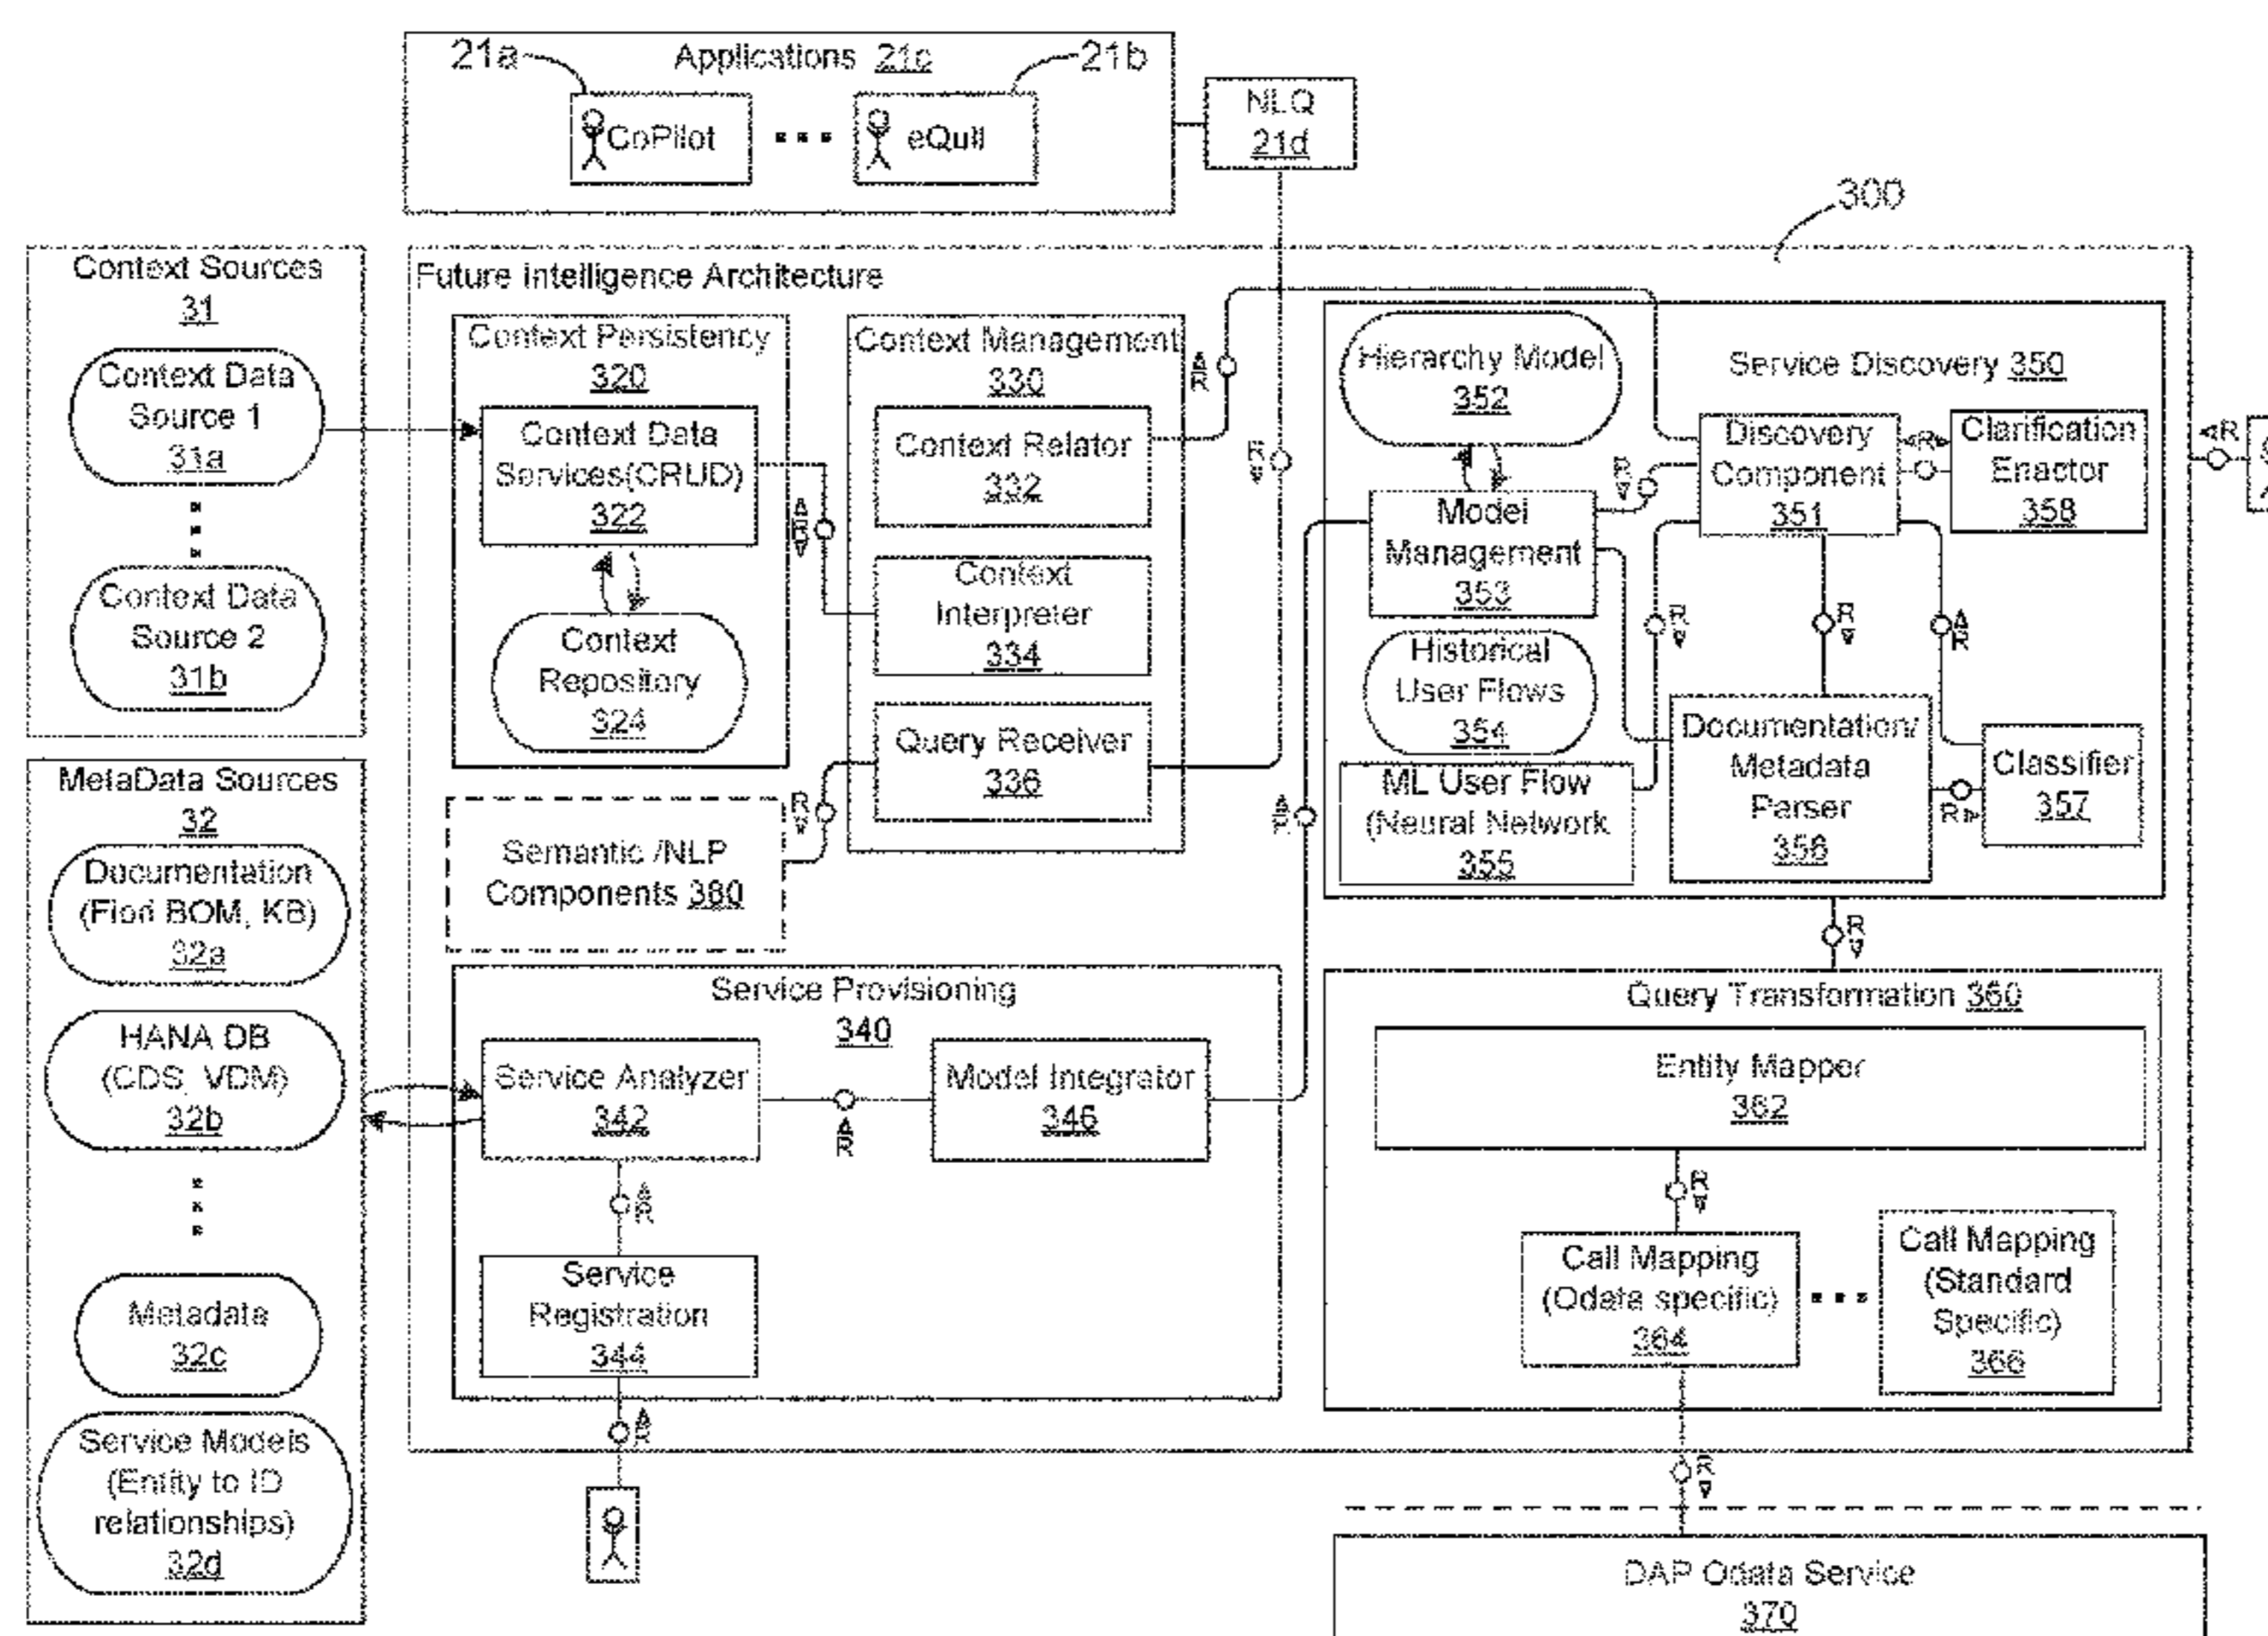 21a
Applications 21c
21b
CoPilot
eQuil
NLQ
21d
300
Context Sources
31
Context Data
Source 1
31a
Context Data
Source 2
31b
MetaData Sources
32
Documentation
(Fiori BOM, KB)
32a
HANA DB
(CDS, VDM)
32b
Metadata
32c
Service Models
(Entity to ID
relationships)
32d
Future Intelligence Architecture
Context Persistency
320
Context Data
Services(CRUD)
322
Context
Repository
324
R
Context Management
330
Context Relator
332
Context
Interpreter
334
Query Receiver
336
R
R
R
Semantic /NLP
Components 380
Service Provisioning
340
Service Analyzer
342
R
Model Integrator
346
R
R
Service
Registration
344
R
Service Discovery 350
Hierarchy Model
352
Model
Management
353
R
Discovery
Component
351
R
Clarification
Enactor
358
R
Historical
User Flows
354
R
R
R
ML User Flow
(Neural Network
355
Documentation/
Metadata
Parser
356
R
Classifier
357
R
Query Transformation 360
Entity Mapper
362
R
Call Mapping
(Odata specific)
364
Call Mapping
(Standard
Specific)
366
R
DAP Odata Service
370